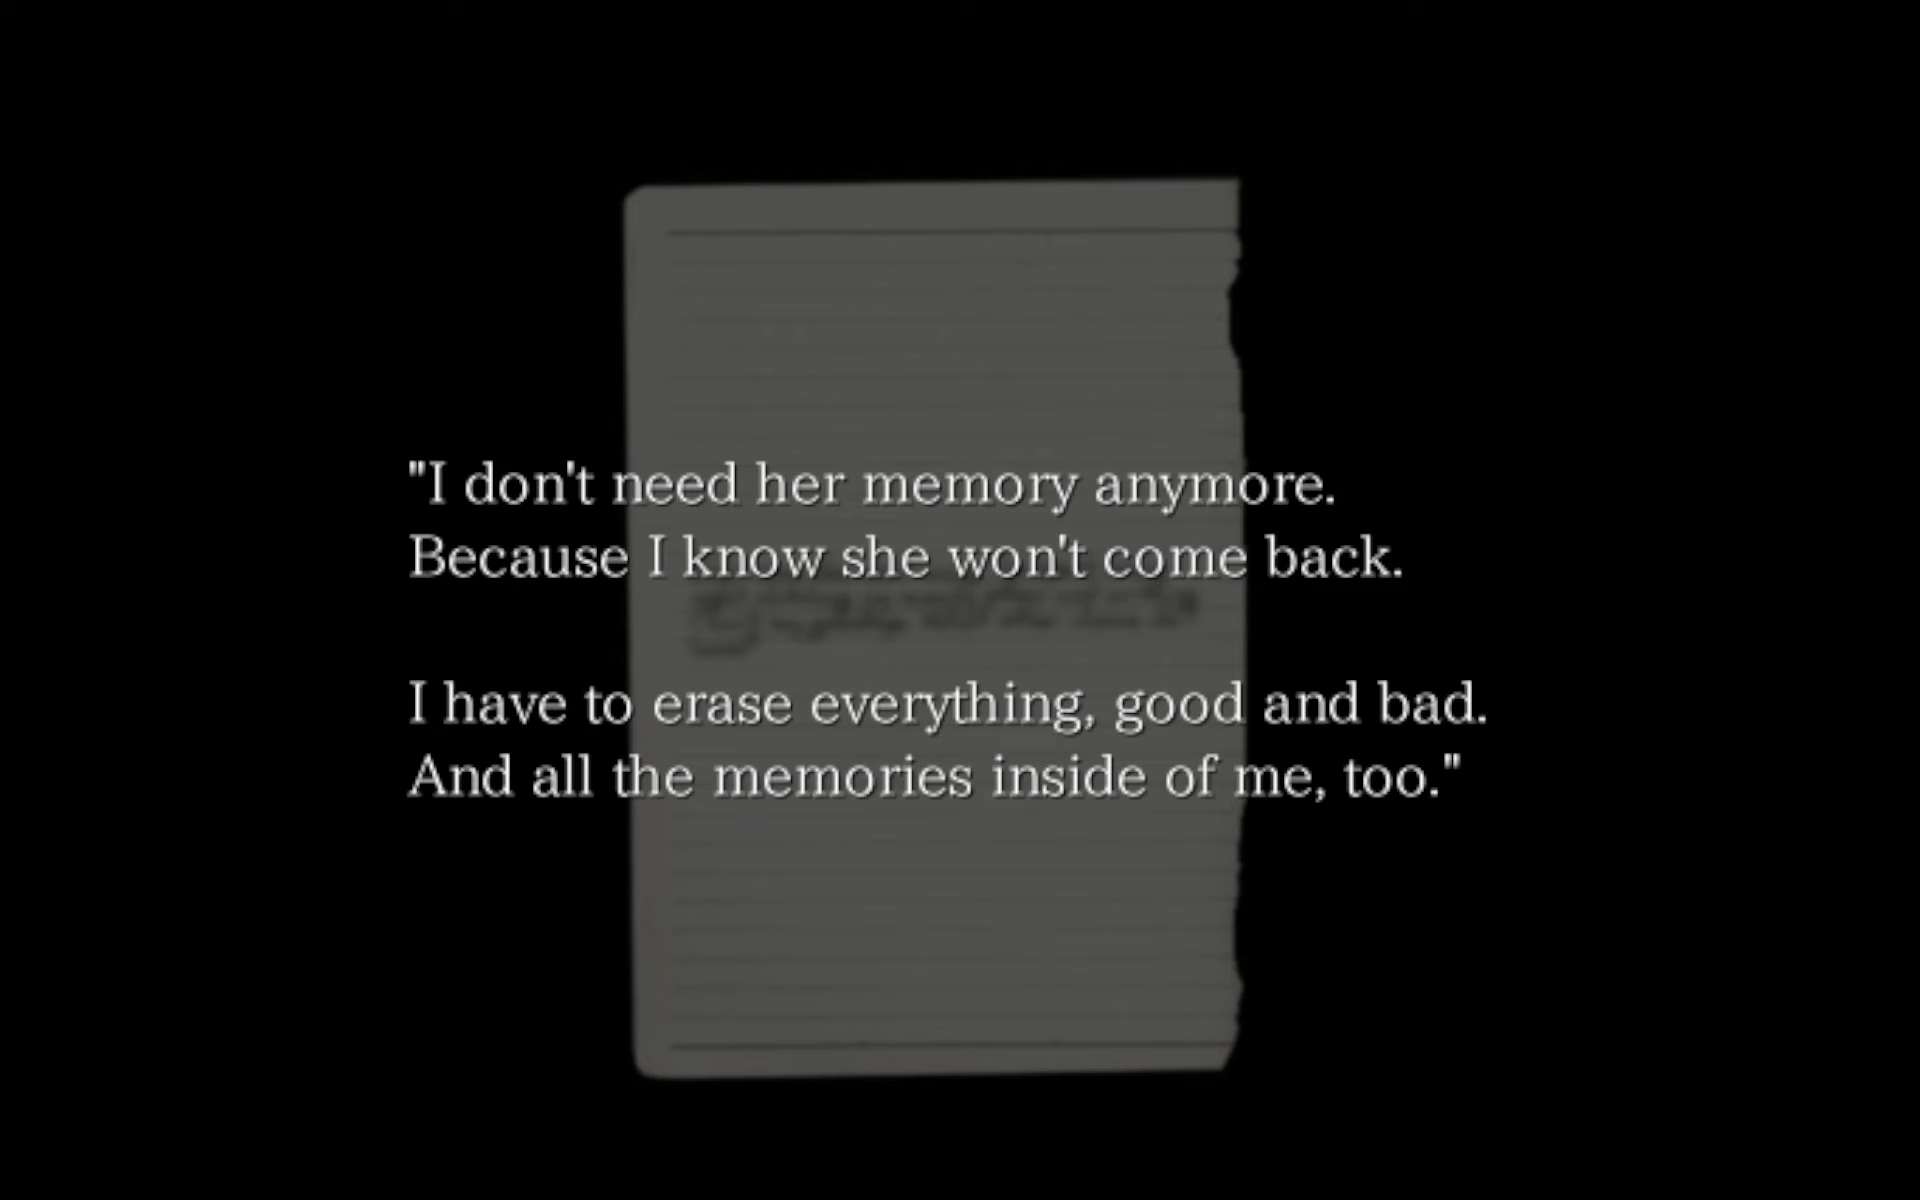 "I don't need her memory anymore.
Because I know she won't come back.
I have to erase everything, good and bad.
And all the memories inside of me, too."